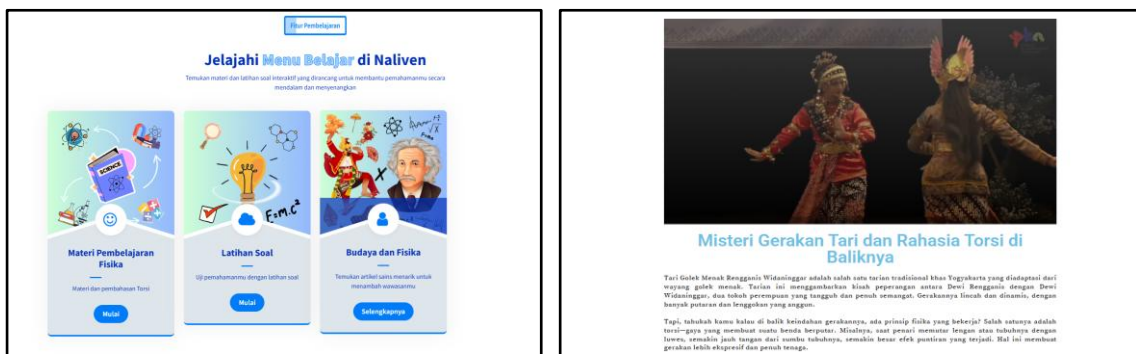 Fitur Pembelajaran
Jelajahi Menu Belajar di Naliven
Temukan materi dan latihan soal interaktif yang dirancang untuk membantu pemahamanmu secara
mendalam dan menyenangkan
SCIENCE
E=m.c²
√X
X
Materi Pembelajaran
Fisika
Materi dan pembahasan Torsi
Mulai
Latihan Soal
Uji pemahamanmu dengan latihan soal
Mulai
Budaya dan Fisika
Temukan artikel sains menarik untuk
menambah wawasanmu
Selengkapnya
Misteri Gerakan Tari dan Rahasia Torsi di
Baliknya
Tari Golek Menak Rengganis Widaninggar adalah salah satu tarian tradisional khas Yogyakarta yang diadaptasi dari
wayang golek menak. Tarian ini menggambarkan kisah peperangan antara Dewi Rengganis dengan Dewi
Widaninggar, dua tokoh perempuan yang tangguh dan penuh semangat. Gerakannya lincah dan dinamis, dengan
banyak putaran dan lenggokan yang anggun.
Tapi, tahukah kamu kalau di balik keindahan gerakannya, ada prinsip fisika yang bekerja? Salah satunya adalah
torsi—gaya yang membuat suatu benda berputar. Misalnya, saat penari memutar lengan atau tubuhnya dengan
luwes, semakin jauh tangan dari sumbu tubuhnya, semakin besar efek puntiran yang terjadi. Hal ini membuat
gerakan lebih ekspresif dan penuh tenaga.